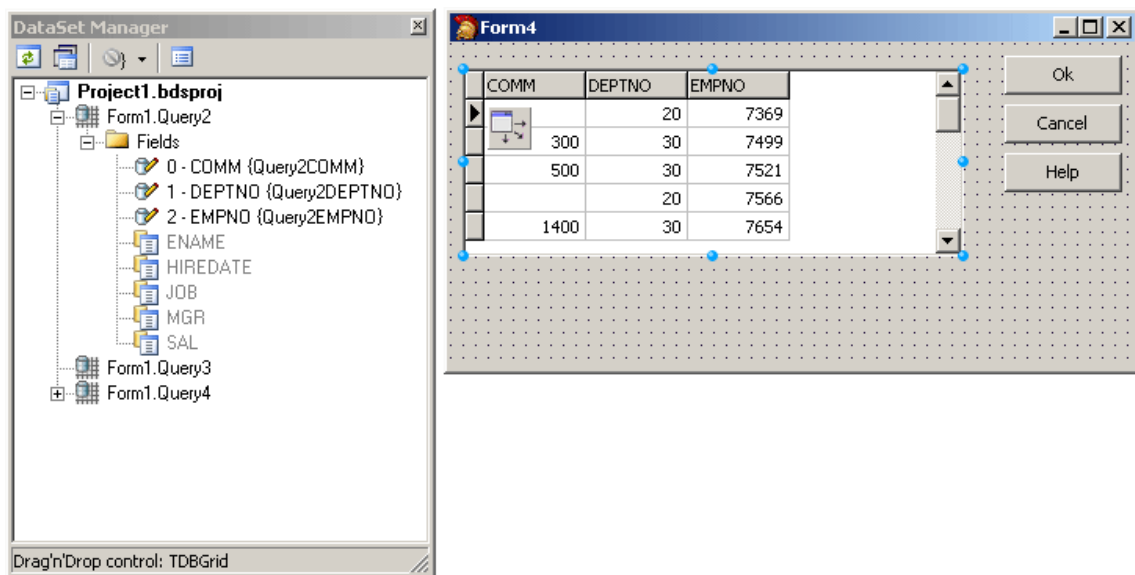 DataSet Manager
Project1.bdsproj
Form1.Query2
Fields
0 - COMM {Query2COMM}
1 - DEPTNO {Query2DEPTNO}
2 - EMPNO {Query2EMPNO}
ENAME
HIREDATE
JOB
MGR
SAL
Form1.Query3
Form1.Query4
Drag'n'Drop control: TDBGrid
Form4
COMM DEPTNO EMPNO
20 7369
300 30 7499
500 30 7521
20 7566
1400 30 7654
Ok
Cancel
Help